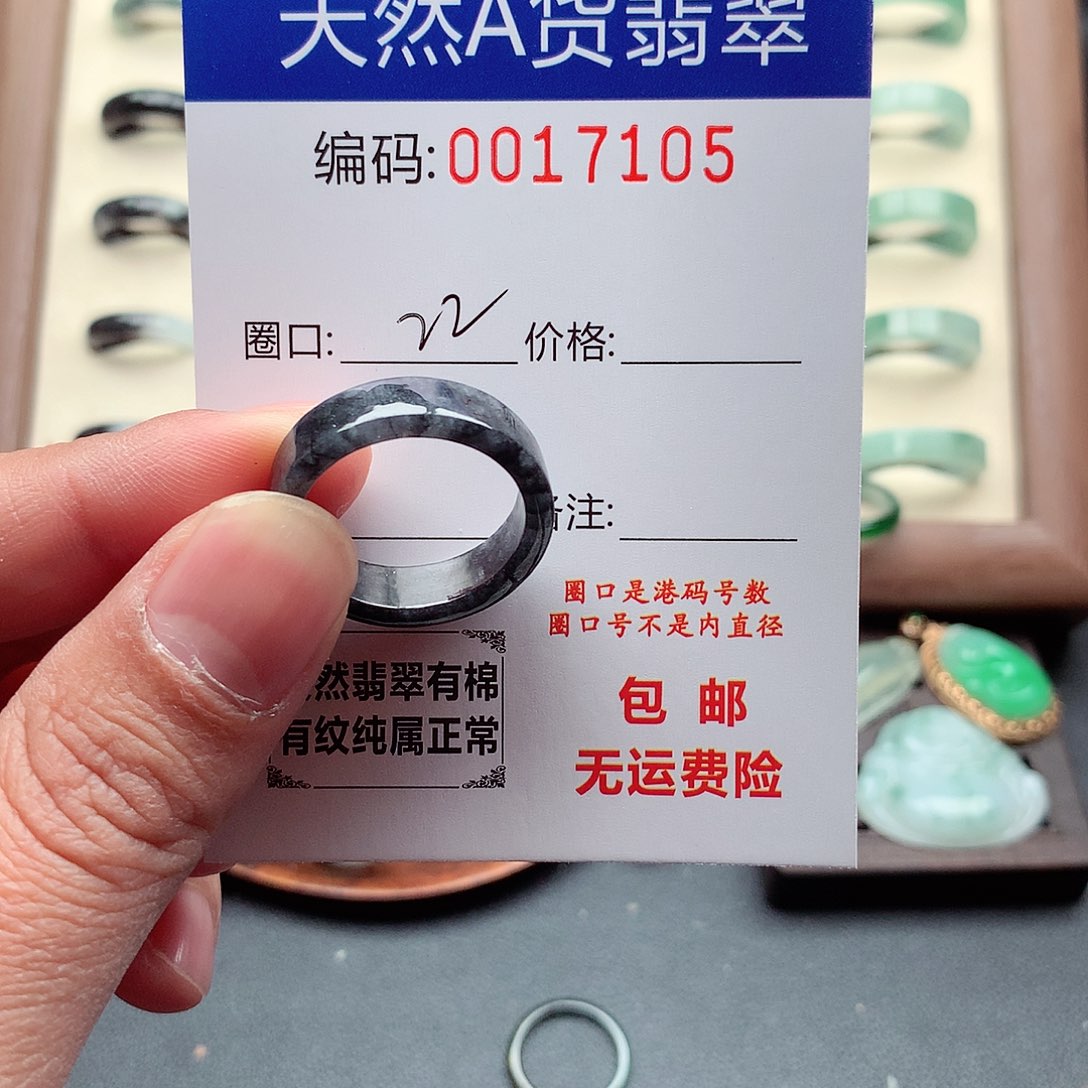 天然A货翡翠
编码:0017105
圈口: 22 价格:
备注:
圈口是港码号数
圈口号不是内直径
然翡翠有棉
有纹纯属正常
包 邮
无运费险